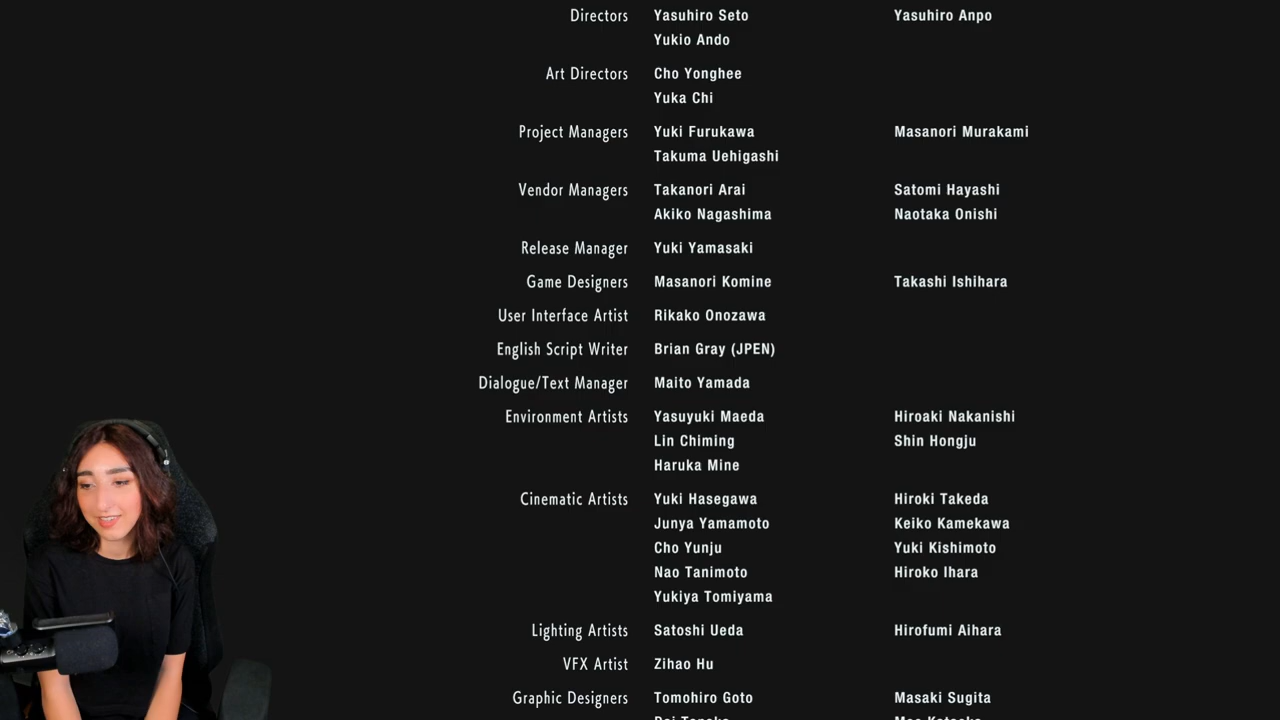 Directors Yasuhiro Seto Yasuhiro Anpo
Yukio Ando
Art Directors Cho Yonghee
Yuka Chi
Project Managers Yuki Furukawa Masanori Murakami
Takuma Uehigashi
Vendor Managers Takanori Arai Satomi Hayashi
Akiko Nagashima Naotaka Onishi
Release Manager Yuki Yamasaki
Game Designers Masanori Komine Takashi Ishihara
User Interface Artist Rikako Onozawa
English Script Writer Brian Gray (JPEN)
Dialogue/Text Manager Maito Yamada
Environment Artists Yasuyuki Maeda Hiroaki Nakanishi
Lin Chiming Shin Hongju
Haruka Mine
Cinematic Artists Yuki Hasegawa Hiroki Takeda
Junya Yamamoto Keiko Kamekawa
Cho Yunju Yuki Kishimoto
Nao Tanimoto Hiroko Ihara
Yukiya Tomiyama
Lighting Artists Satoshi Ueda Hirofumi Aihara
VFX Artist Zihao Hu
Graphic Designers Tomohiro Goto Masaki Sugita